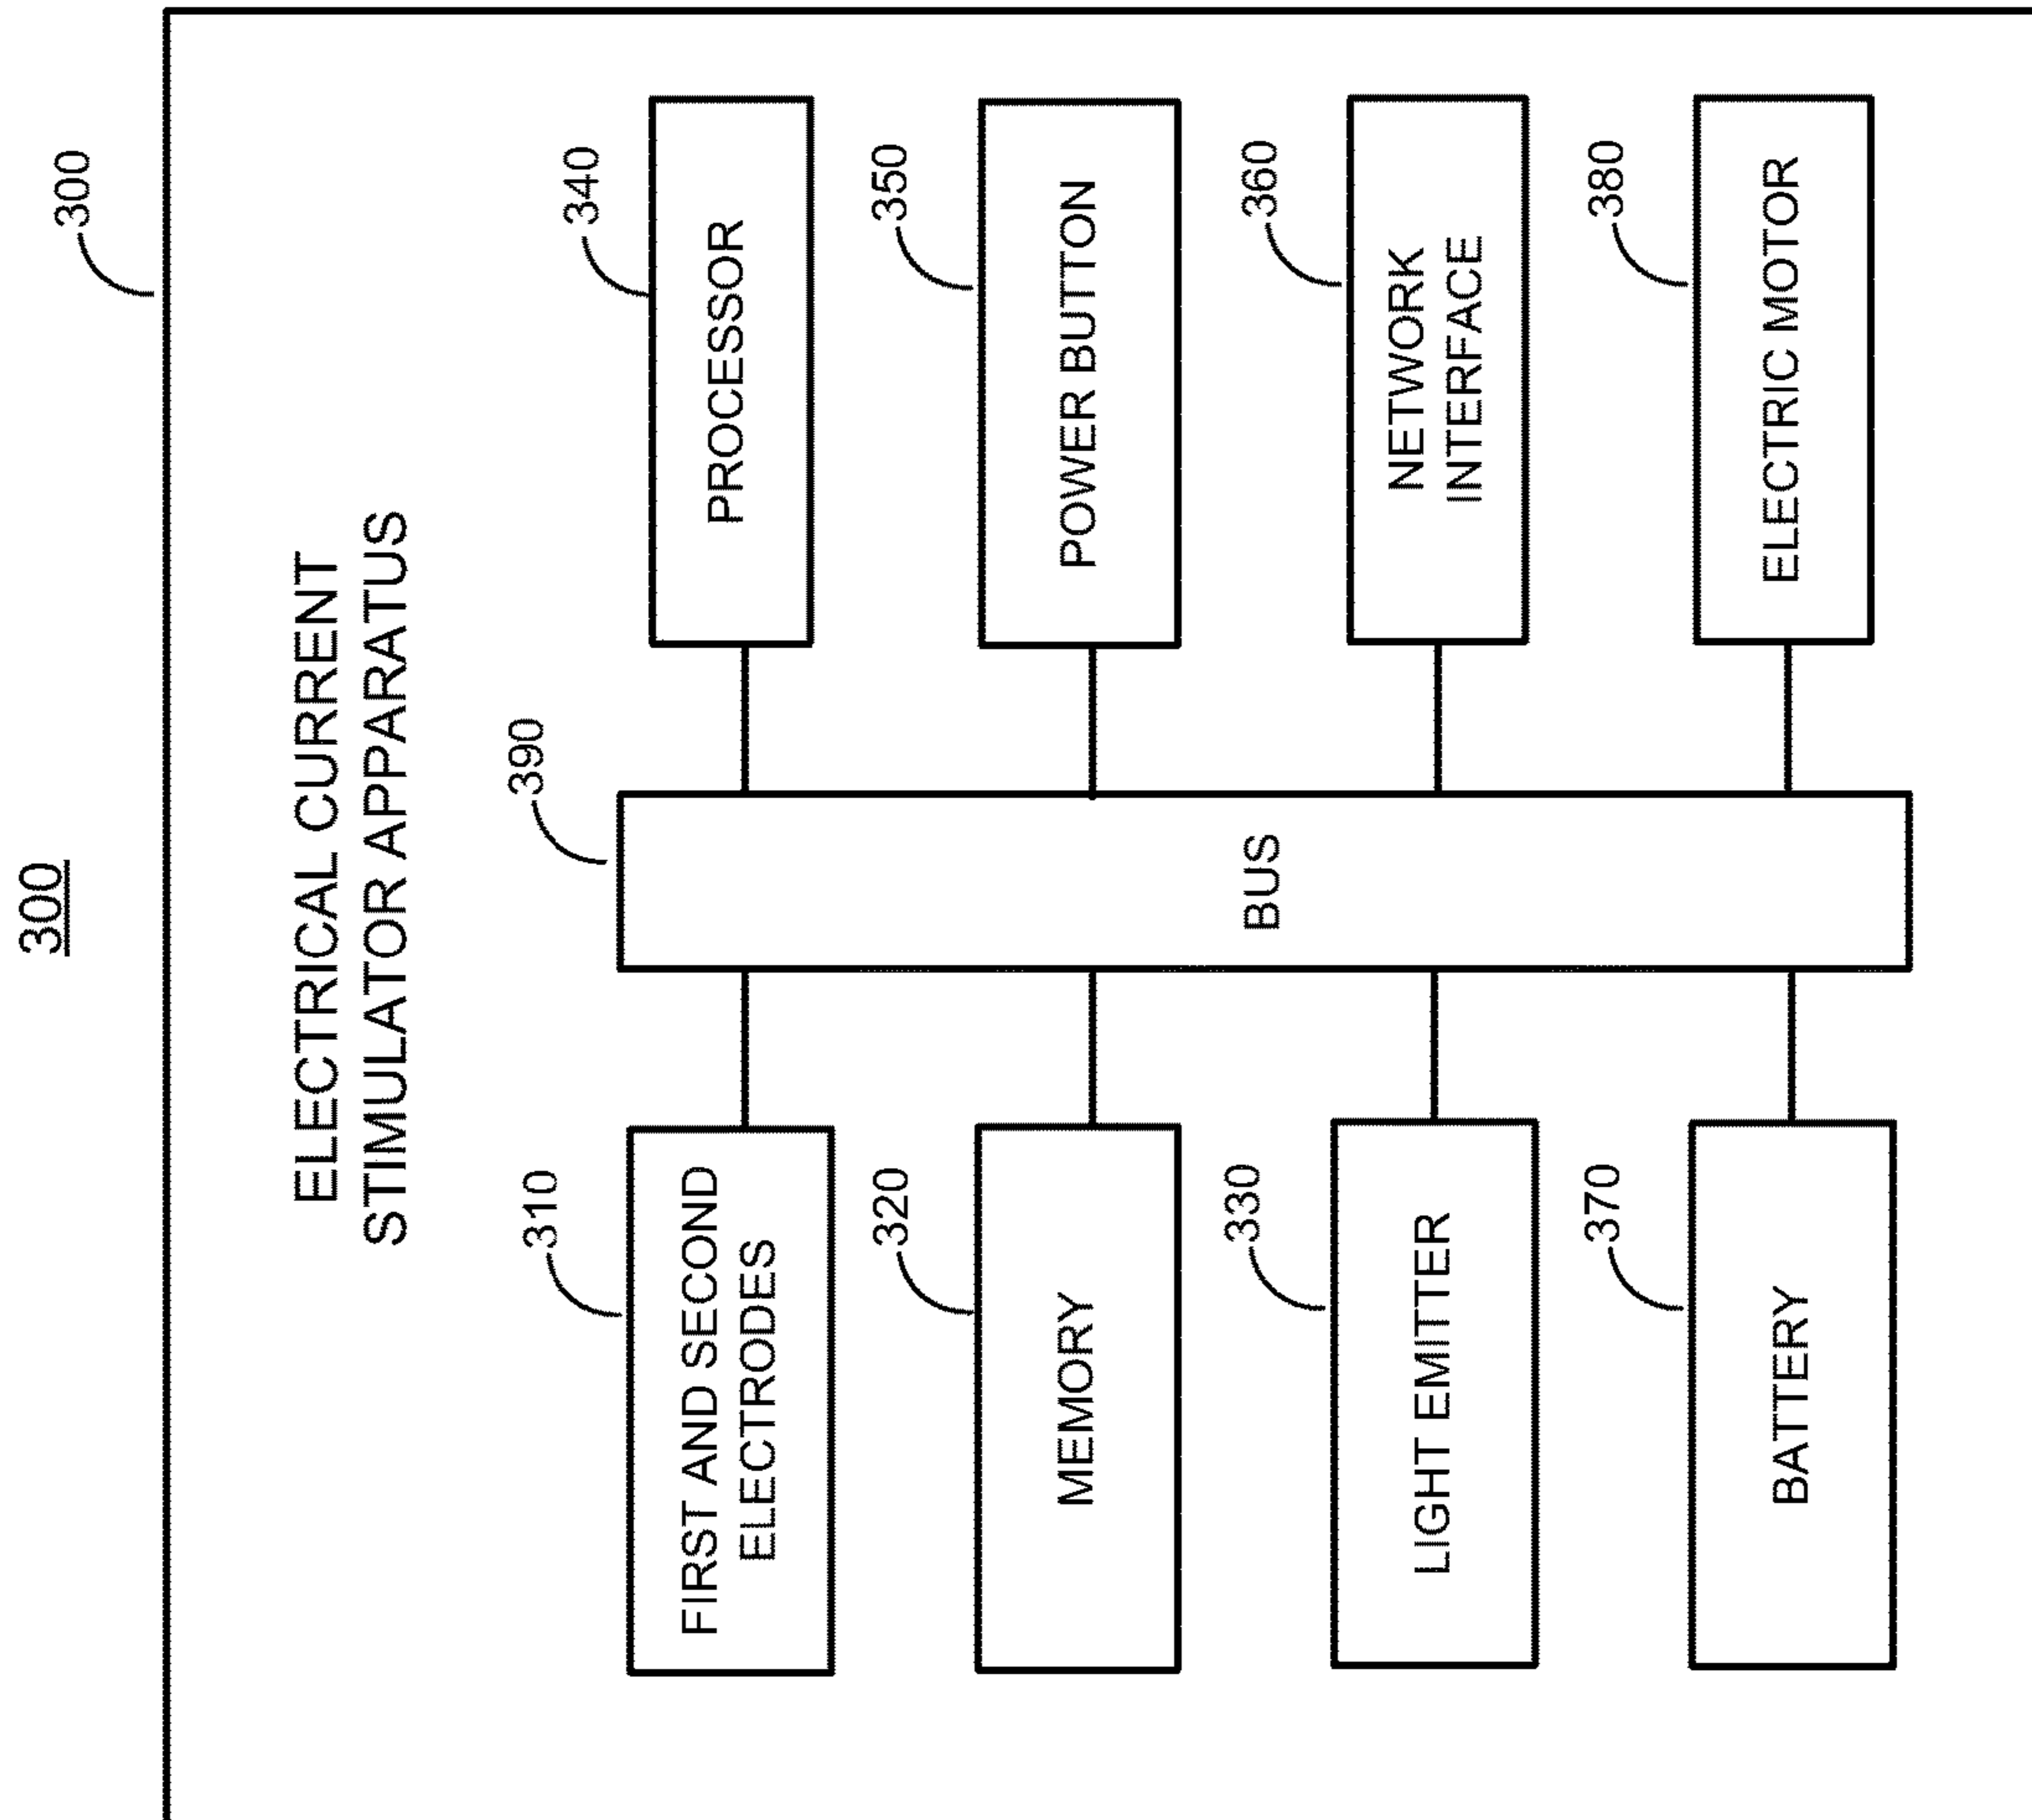 300
300
ELECTRICAL CURRENT
STIMULATOR APPARATUS
390
310
FIRST AND SECOND
ELECTRODES
340
PROCESSOR
320
MEMORY
350
POWER BUTTON
BUS
330
LIGHT EMITTER
360
NETWORK
INTERFACE
370
BATTERY
380
ELECTRIC MOTOR